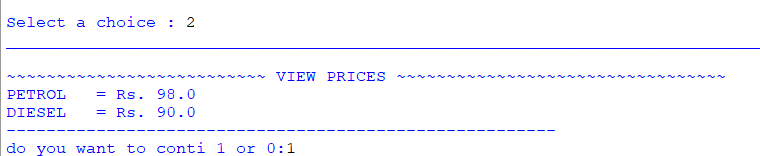 Select a choice : 2
____________________________________________________________________________
~~~~~~~~~~~~~~~~~~~~~~~~~~ VIEW PRICES ~~~~~~~~~~~~~~~~~~~~~~~~~~~~~~~~~
PETROL   = Rs. 98.0
DIESEL   = Rs. 90.0
-------------------------------------------------------
do you want to conti 1 or 0:1